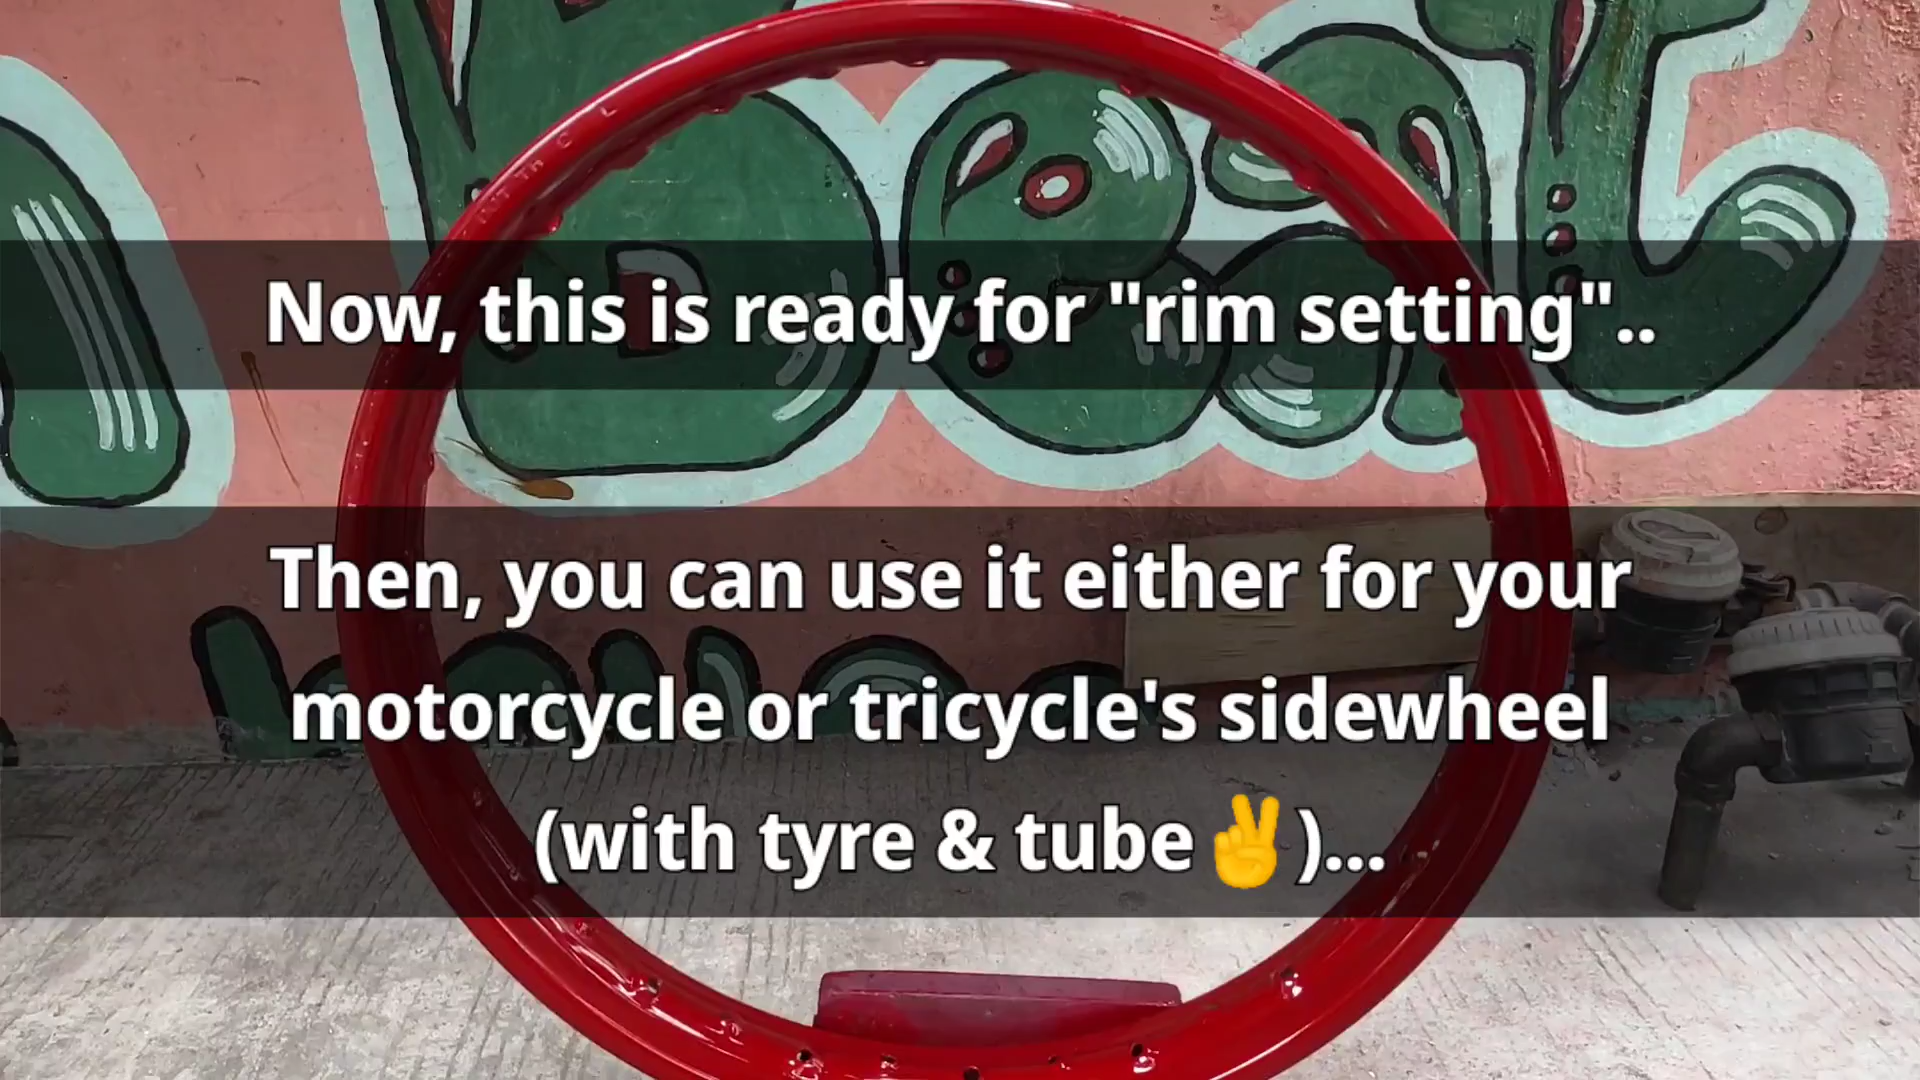 Now, this is ready for "rim setting"..
Then, you can use it either for your
motorcycle or tricycle's sidewheel
(with tyre & tube✌)...